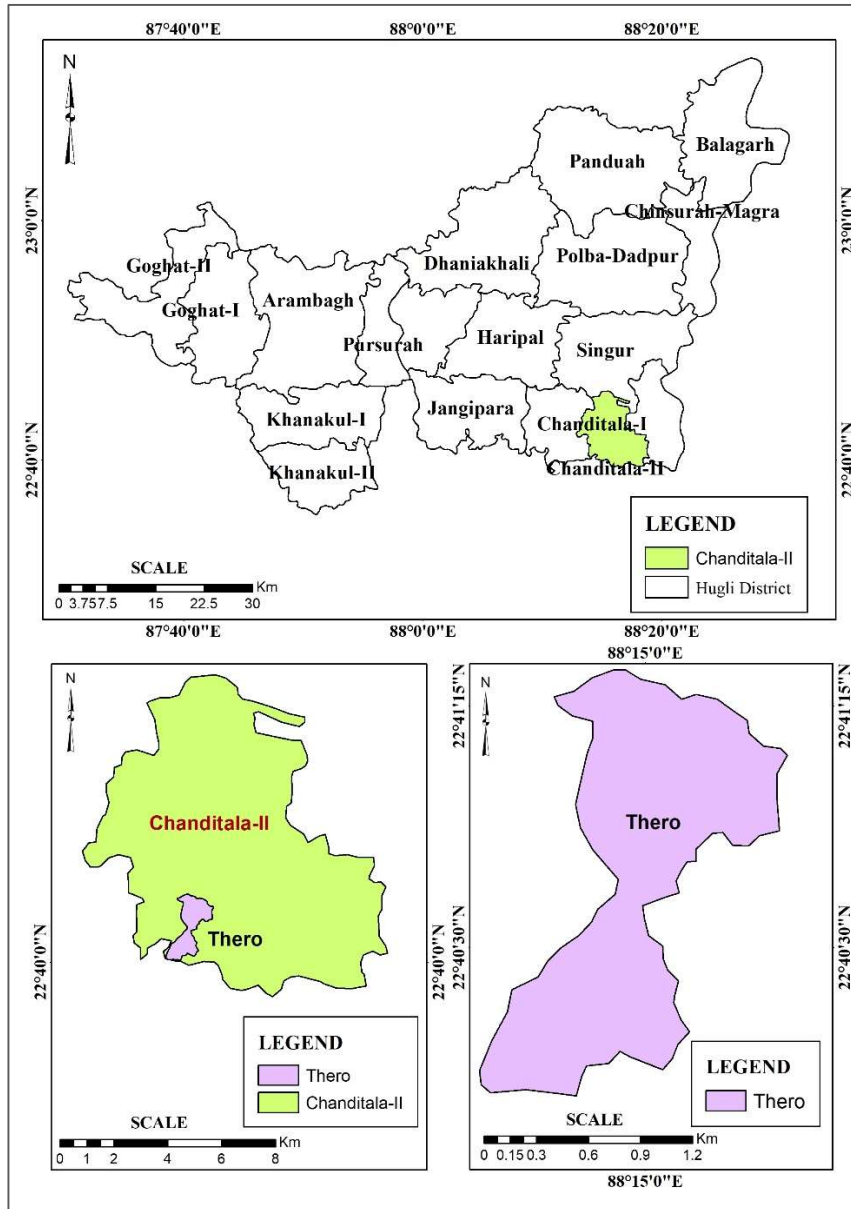 87°40'0"E 88°0'0"E 88°20'0"E
N
23°0'0"N
22°40'0"N
Balagarh
Panduah
Chinsurah-Magra
Polba-Dadpur
Dhaniakhali
Goghat-II
Goghat-I
Arambagh
Pursurah
Haripal
Singur
Khanakul-I
Jangipara
Chanditala-I
Khanakul-II
Chanditala-II
23°0'0"N
22°40'0"N
LEGEND
Chanditala-II
Hugli District
SCALE
Km
0 3.75 7.5 15 22.5 30
87°40'0"E 88°0'0"E 88°20'0"E
N
Chanditala-II
Thero
22°40'0"N
22°40'0"N
LEGEND
Thero
Chanditala-II
SCALE
Km
0 1 2 4 6 8
88°15'0"E
N
22°41'15"N
22°40'30"N
Thero
22°41'15"N
22°40'30"N
LEGEND
Thero
SCALE
Km
0 0.15 0.3 0.6 0.9 1.2
88°15'0"E